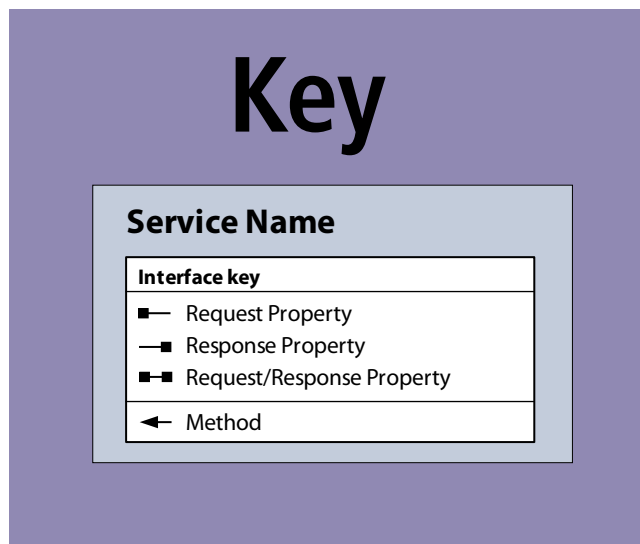 Key
Service Name
Interface key
Request Property
Response Property
Request/Response Property
Method